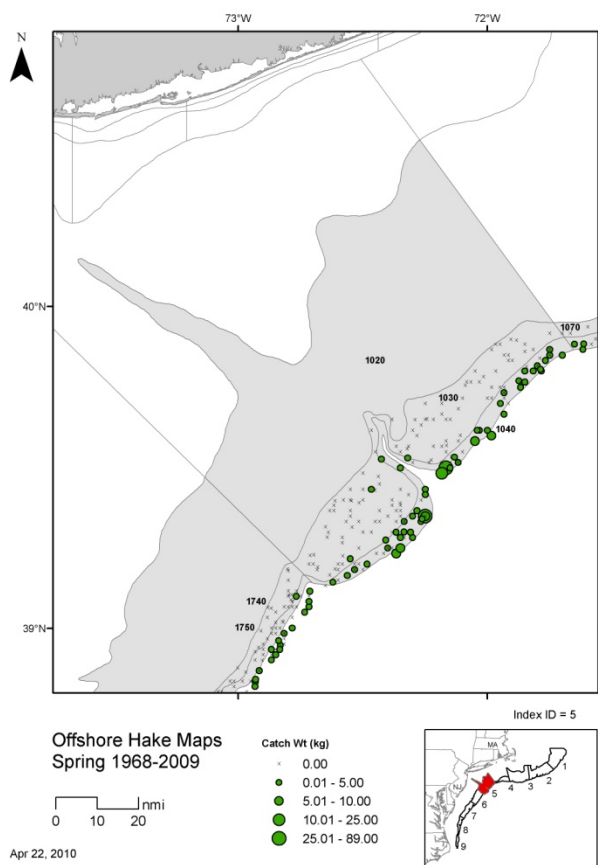 73°W 72°W
N
40°N
1070
1020
1030
1040
39°N
1740
1750
Index ID = 5
Offshore Hake Maps
Spring 1968-2009
0 10 20 nmi
Apr 22, 2010
Catch Wt (kg)
0.00
0.01 - 5.00
5.01 - 10.00
10.01 - 25.00
25.01 - 89.00
MA
NJ
1
2
3
4
5
6
7
8
9